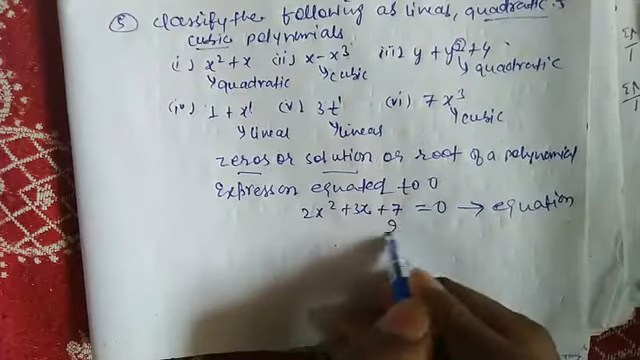 ⑤ Classify the following as linear, quadratic &
cubic polynomials
(i) x² + x (ii) x - x³ (iii) y + y² + 4
↳ quadratic ↳ cubic ↳ quadratic
(iv) 1 + x¹ (v) 3t¹ (vi) 7x³
↳ linear ↳ linear ↳ cubic
zeros or solution or root of a polynomial
Expression equated to 0
2x² + 3x + 7 = 0 → equation